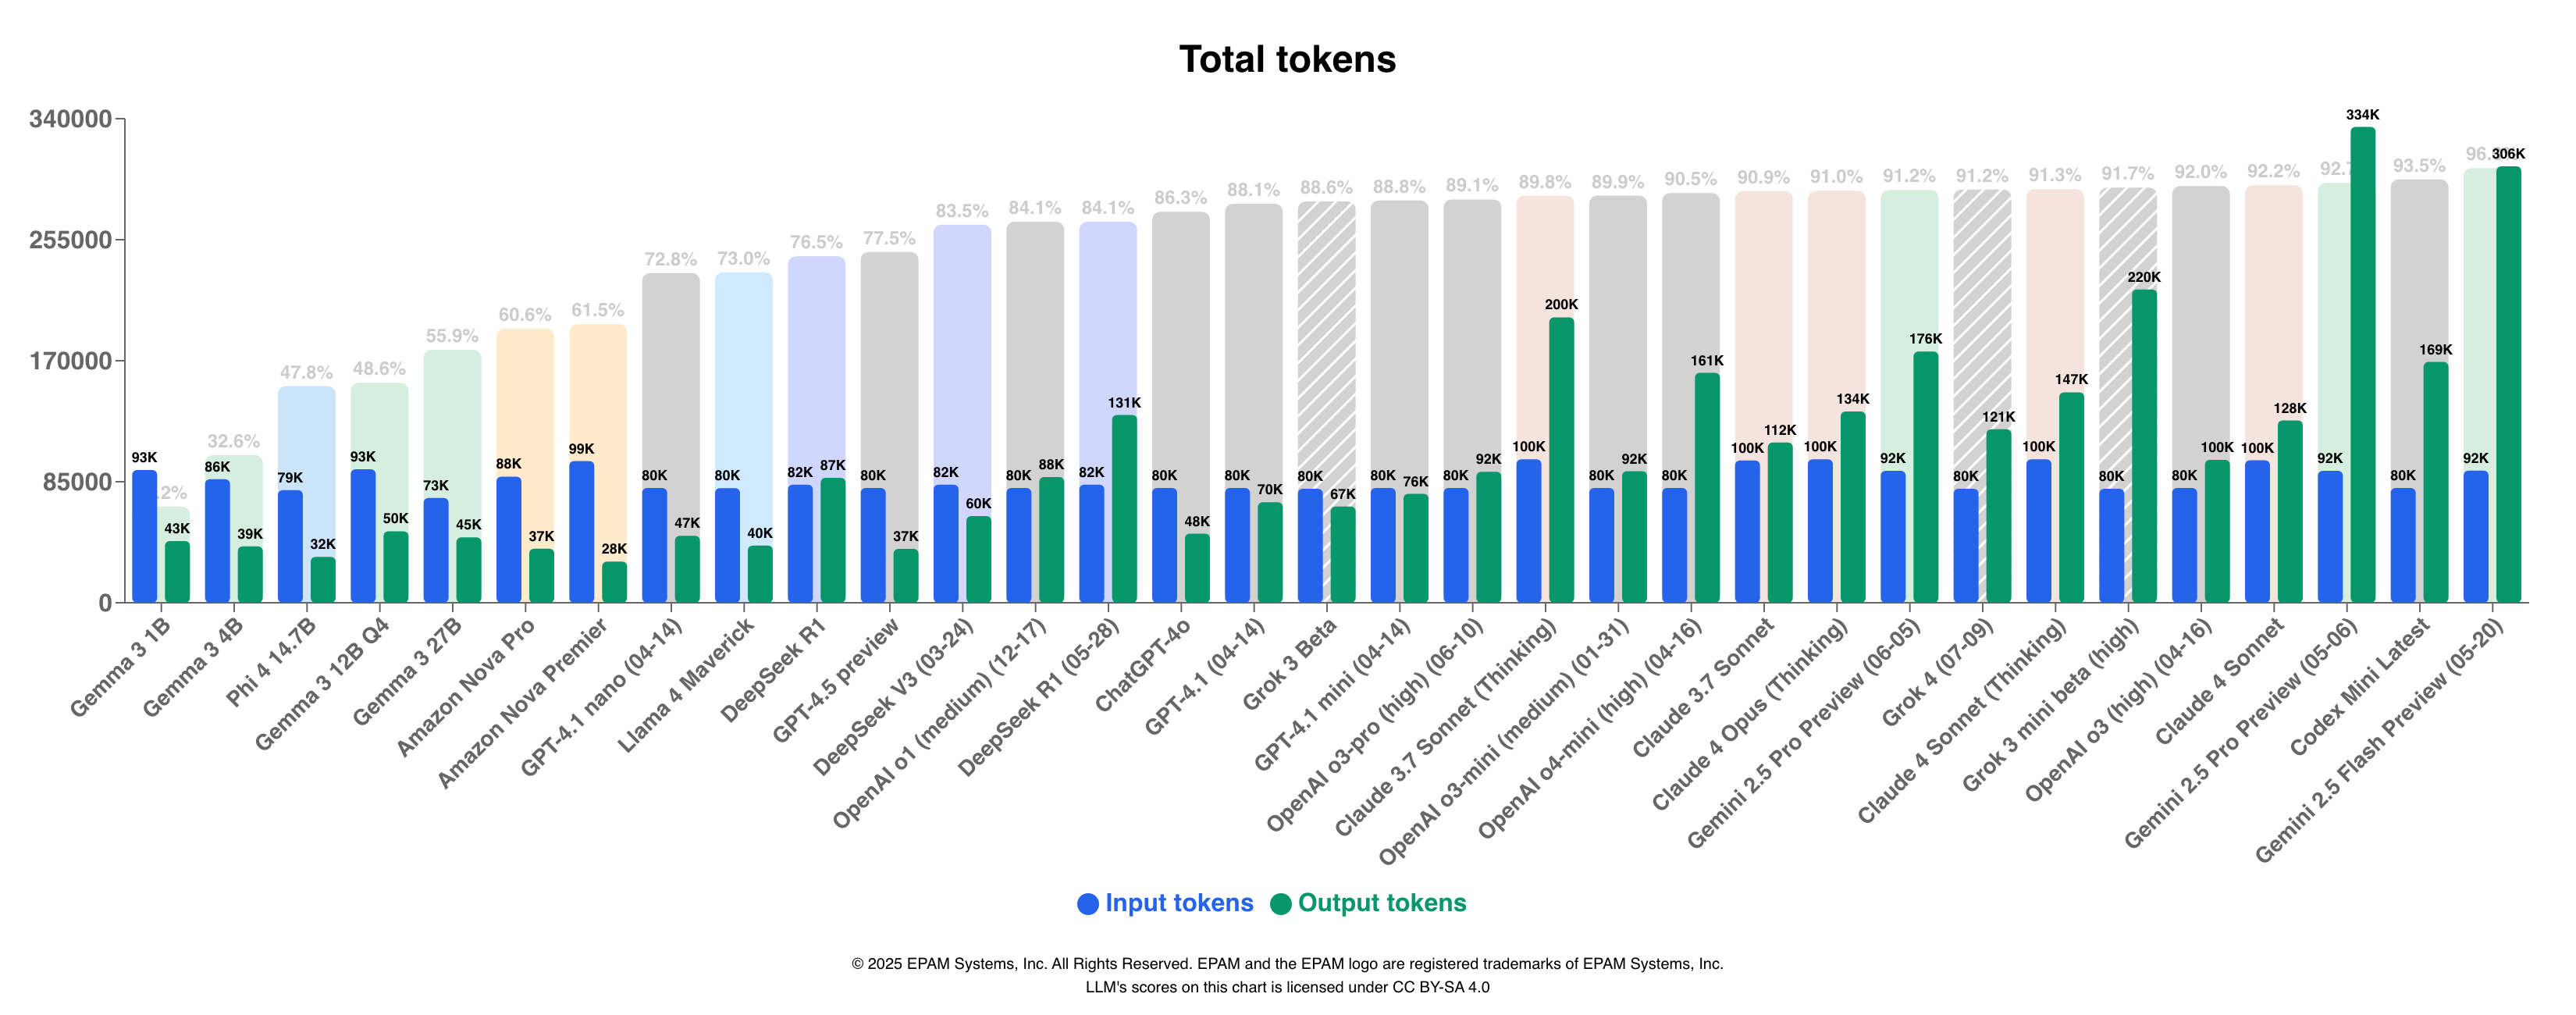 Total tokens
340000
255000
170000
85000
0
93K 43K
32.6% 86K 39K
47.8% 79K 32K
48.6% 93K 50K
55.9% 73K 45K
60.6% 88K 37K
61.5% 99K 28K
72.8% 80K 47K
73.0% 80K 40K
76.5% 82K 87K
77.5% 80K 37K
83.5% 82K 60K
84.1% 80K 88K
84.1% 82K 131K
86.3% 80K 48K
88.1% 80K 70K
88.6% 80K 67K
88.8% 80K 76K
89.1% 80K 92K
89.8% 100K 200K
89.9% 80K 92K
90.5% 80K 161K
90.9% 100K 112K
91.0% 100K 134K
91.2% 92K 176K
91.2% 80K 121K
91.3% 100K 147K
91.7% 80K 220K
92.0% 80K 100K
92.2% 100K 128K
92K 334K
93.5% 80K 169K
92K 306K
Gemma 3 1B
Gemma 3 4B
Phi 4 14.7B
Gemma 3 12B Q4
Gemma 3 27B
Amazon Nova Pro
Amazon Nova Premier
GPT-4.1 nano (04-14)
Llama 4 Maverick
DeepSeek R1
GPT-4.5 preview
DeepSeek V3 (03-24)
OpenAI o1 (medium) (12-17)
DeepSeek R1 (05-28)
ChatGPT-4o
GPT-4.1 (04-14)
Grok 3 Beta
GPT-4.1 mini (04-14)
OpenAI o3-pro (high) (06-10)
Claude 3.7 Sonnet (Thinking)
OpenAI o3-mini (medium) (01-31)
OpenAI o4-mini (high) (04-16)
Claude 3.7 Sonnet
Claude 4 Opus (Thinking)
Gemini 2.5 Pro Preview (06-05)
Grok 4 (07-09)
Claude 4 Sonnet (Thinking)
Grok 3 mini beta (high)
OpenAI o3 (high) (04-16)
Claude 4 Sonnet
Gemini 2.5 Pro Preview (05-06)
Codex Mini Latest
Gemini 2.5 Flash Preview (05-20)
Input tokens Output tokens
© 2025 EPAM Systems, Inc. All Rights Reserved. EPAM and the EPAM logo are registered trademarks of EPAM Systems, Inc.
LLM's scores on this chart is licensed under CC BY-SA 4.0